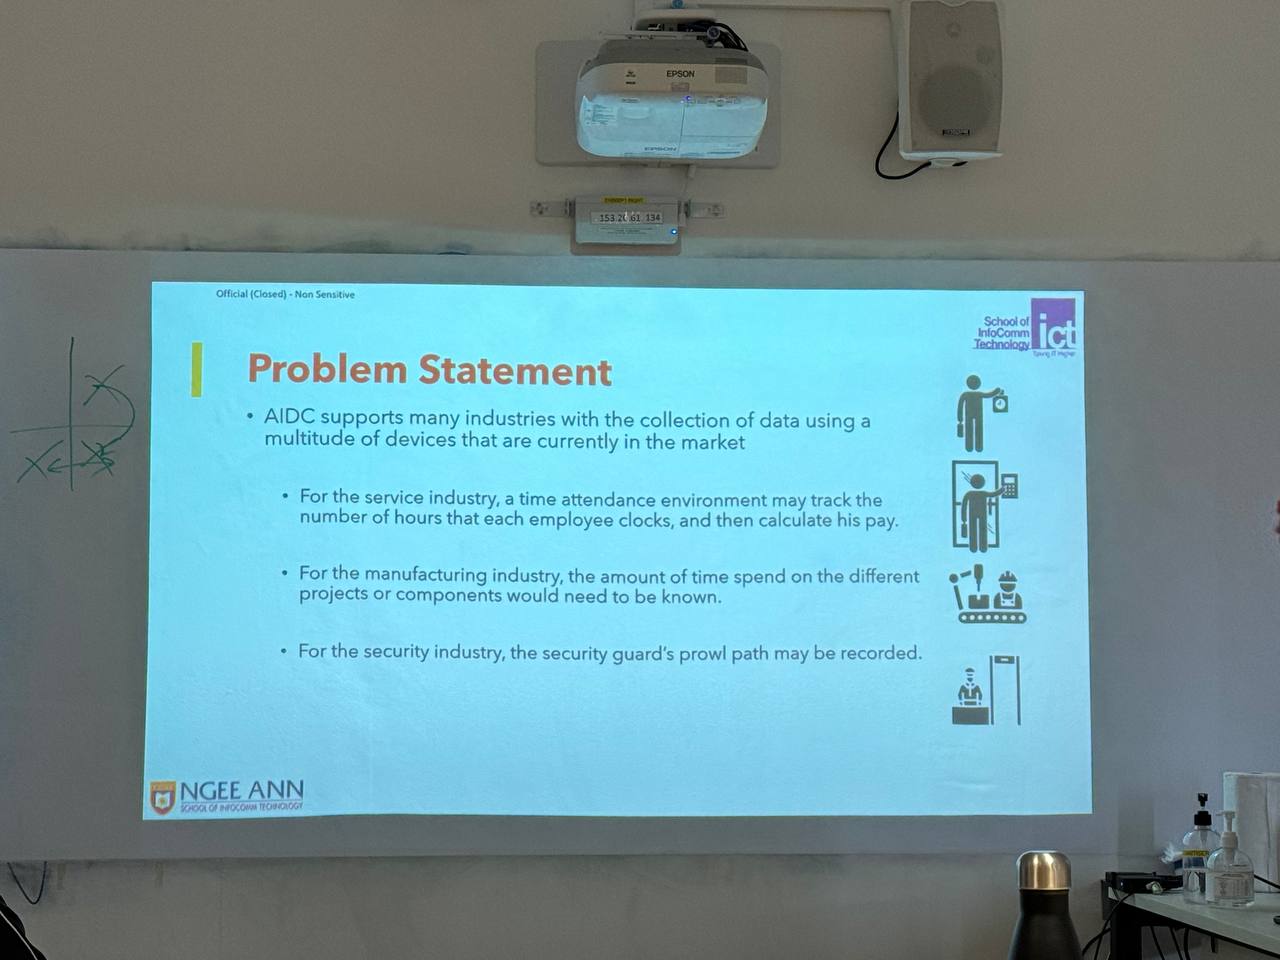 EPSON
EPSON
153.20.61.134
Official (Closed) - Non Sensitive
School of
InfoComm
Technology
ict
Problem Statement
• AIDC supports many industries with the collection of data using a
multitude of devices that are currently in the market
• For the service industry, a time attendance environment may track the
number of hours that each employee clocks, and then calculate his pay.
• For the manufacturing industry, the amount of time spend on the different
projects or components would need to be known.
• For the security industry, the security guard's prowl path may be recorded.
NGEE ANN
SCHOOL OF INFOCOMM TECHNOLOGY